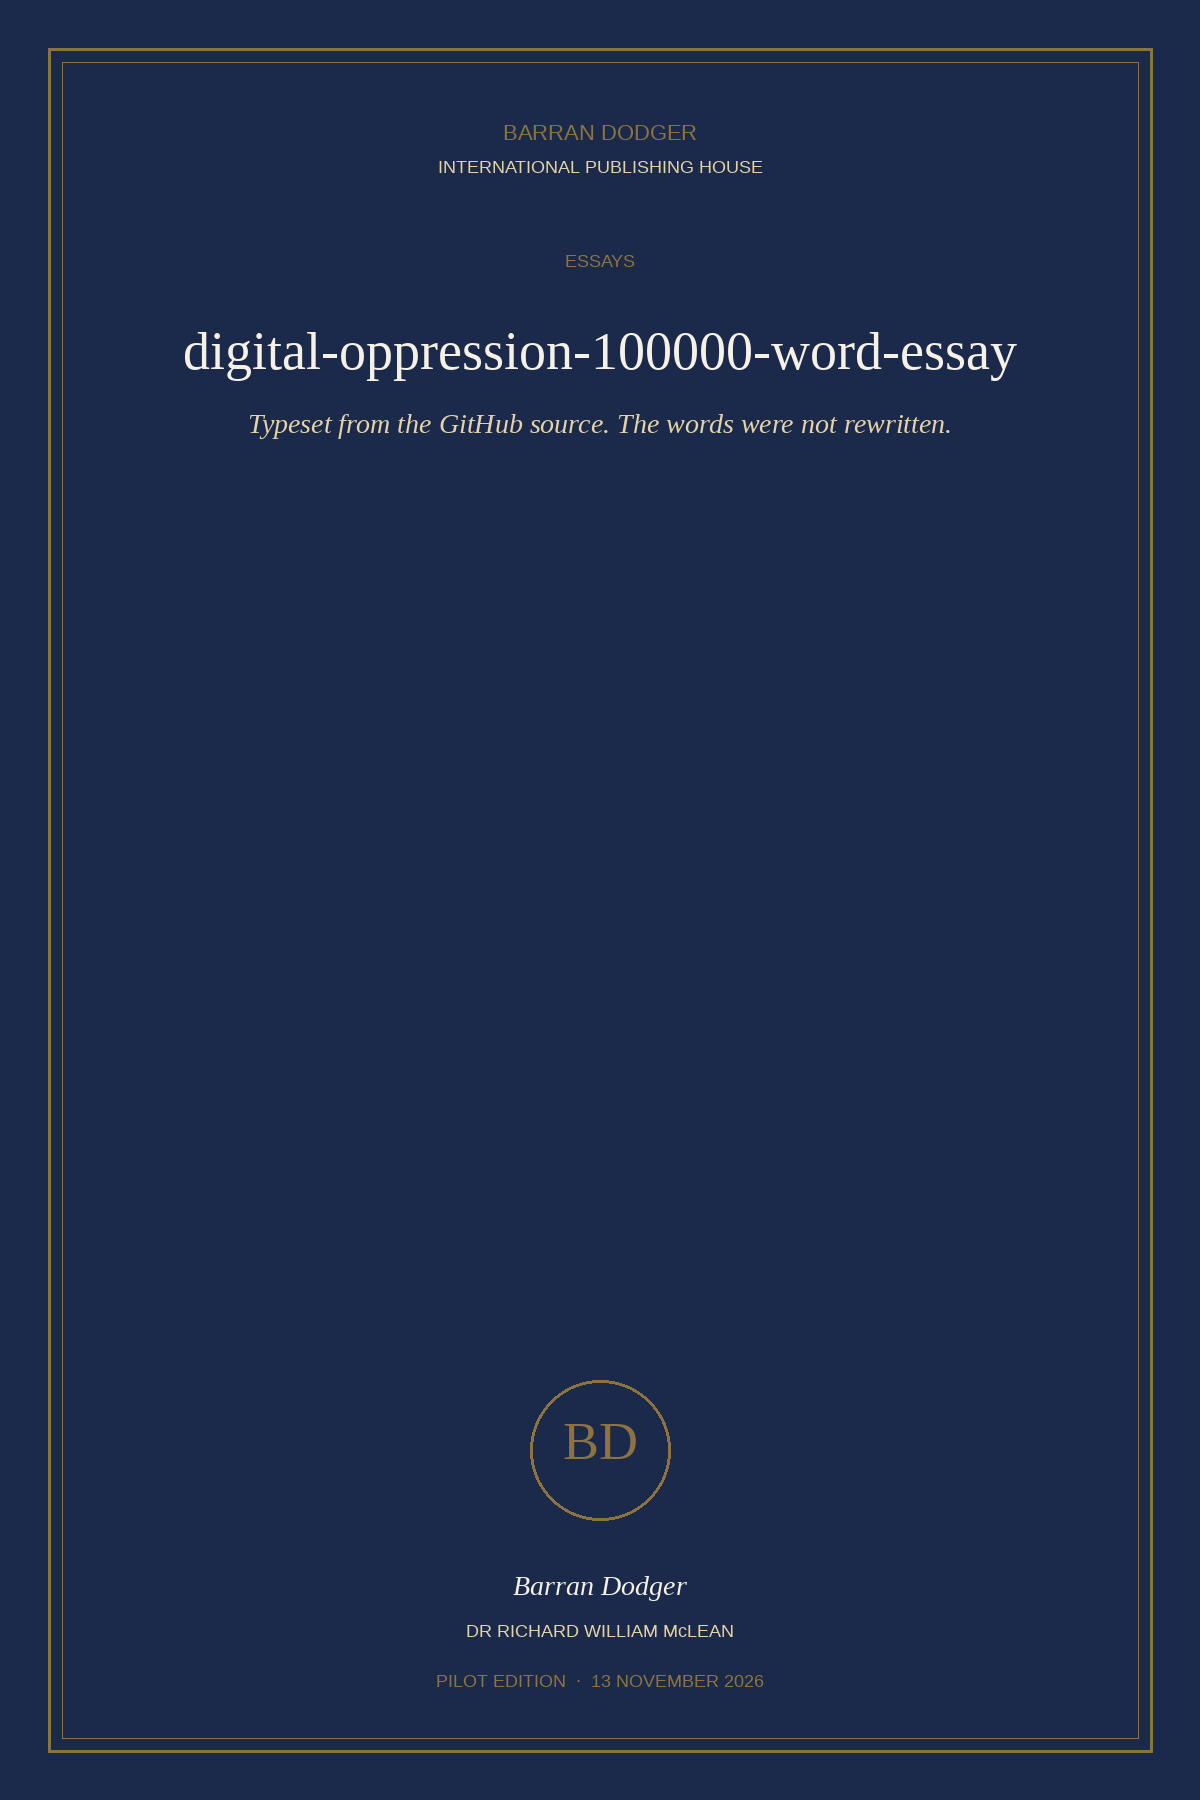 BARRAN DODGER
INTERNATIONAL PUBLISHING HOUSE
ESSAYS
digital-oppression-100000-word-essay
Typeset from the GitHub source. The words were not rewritten.
BD
Barran Dodger
DR RICHARD WILLIAM McLEAN
PILOT EDITION · 13 NOVEMBER 2026